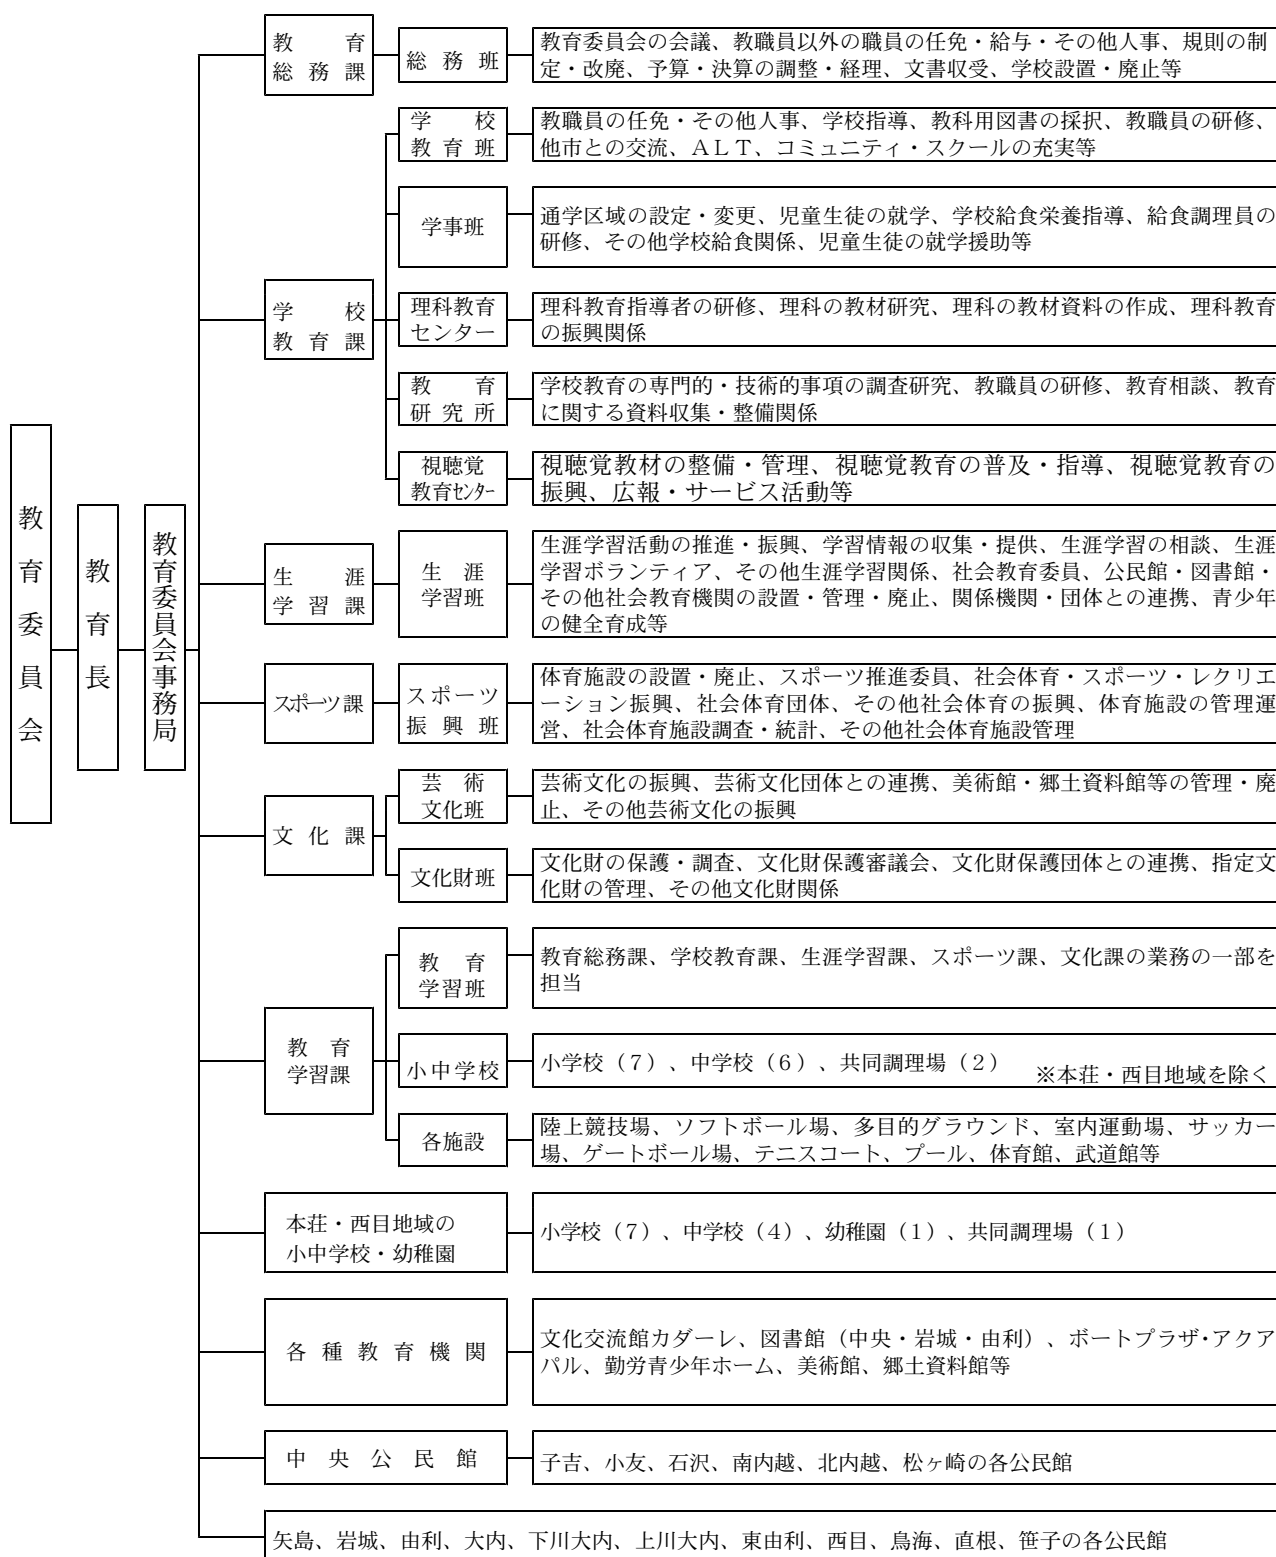 教育委員会
教育長
教育委員会事務局
教育
総務課
総務班
教育委員会の会議、教職員以外の職員の任免・給与・その他人事、規則の制
定・改廃、予算・決算の調整・経理、文書収受、学校設置・廃止等
学校
教育課
学校
教育班
教職員の任免・その他人事、学校指導、教科用図書の採択、教職員の研修、
他市との交流、ALT、コミュニティ・スクールの充実等
学事班
通学区域の設定・変更、児童生徒の就学、学校給食栄養指導、給食調理員の
研修、その他学校給食関係、児童生徒の就学援助等
理科教育
センター
理科教育指導者の研修、理科の教材研究、理科の教材資料の作成、理科教育
の振興関係
教育
研究所
学校教育の専門的・技術的事項の調査研究、教職員の研修、教育相談、教育
に関する資料収集・整備関係
視聴覚
教育センター
視聴覚教材の整備・管理、視聴覚教育の普及・指導、視聴覚教育の
振興、広報・サービス活動等
生涯
学習課
生涯
学習班
生涯学習活動の推進・振興、学習情報の収集・提供、生涯学習の相談、生涯
学習ボランティア、その他生涯学習関係、社会教育委員、公民館・図書館・
その他社会教育機関の設置・管理・廃止、関係機関・団体との連携、青少年
の健全育成等
スポーツ課
スポーツ
振興班
体育施設の設置・廃止、スポーツ推進委員、社会体育・スポーツ・レクリエ
ーション振興、社会体育団体、その他社会体育の振興、体育施設の管理運
営、社会体育施設調査・統計、その他社会体育施設管理
文化課
芸術
文化班
芸術文化の振興、芸術文化団体との連携、美術館・郷土資料館等の管理・廃
止、その他芸術文化の振興
文化財班
文化財の保護・調査、文化財保護審議会、文化財保護団体との連携、指定文
化財の管理、その他文化財関係
教育
学習課
教育
学習班
教育総務課、学校教育課、生涯学習課、スポーツ課、文化課の業務の一部を
担当
小中学校
小学校（7）、中学校（6）、共同調理場（2）
※本荘・西目地域を除く
各施設
陸上競技場、ソフトボール場、多目的グラウンド、室内運動場、サッカー
場、ゲートボール場、テニスコート、プール、体育館、武道館等
本荘・西目地域の
小中学校・幼稚園
小学校（7）、中学校（4）、幼稚園（1）、共同調理場（1）
各種教育機関
文化交流館カダーレ、図書館（中央・岩城・由利）、ボートプラザ・アクア
パル、勤労青少年ホーム、美術館、郷土資料館等
中央公民館
子吉、小友、石沢、南内越、北内越、松ヶ崎の各公民館
矢島、岩城、由利、大内、下川大内、上川大内、東由利、西目、鳥海、直根、笹子の各公民館